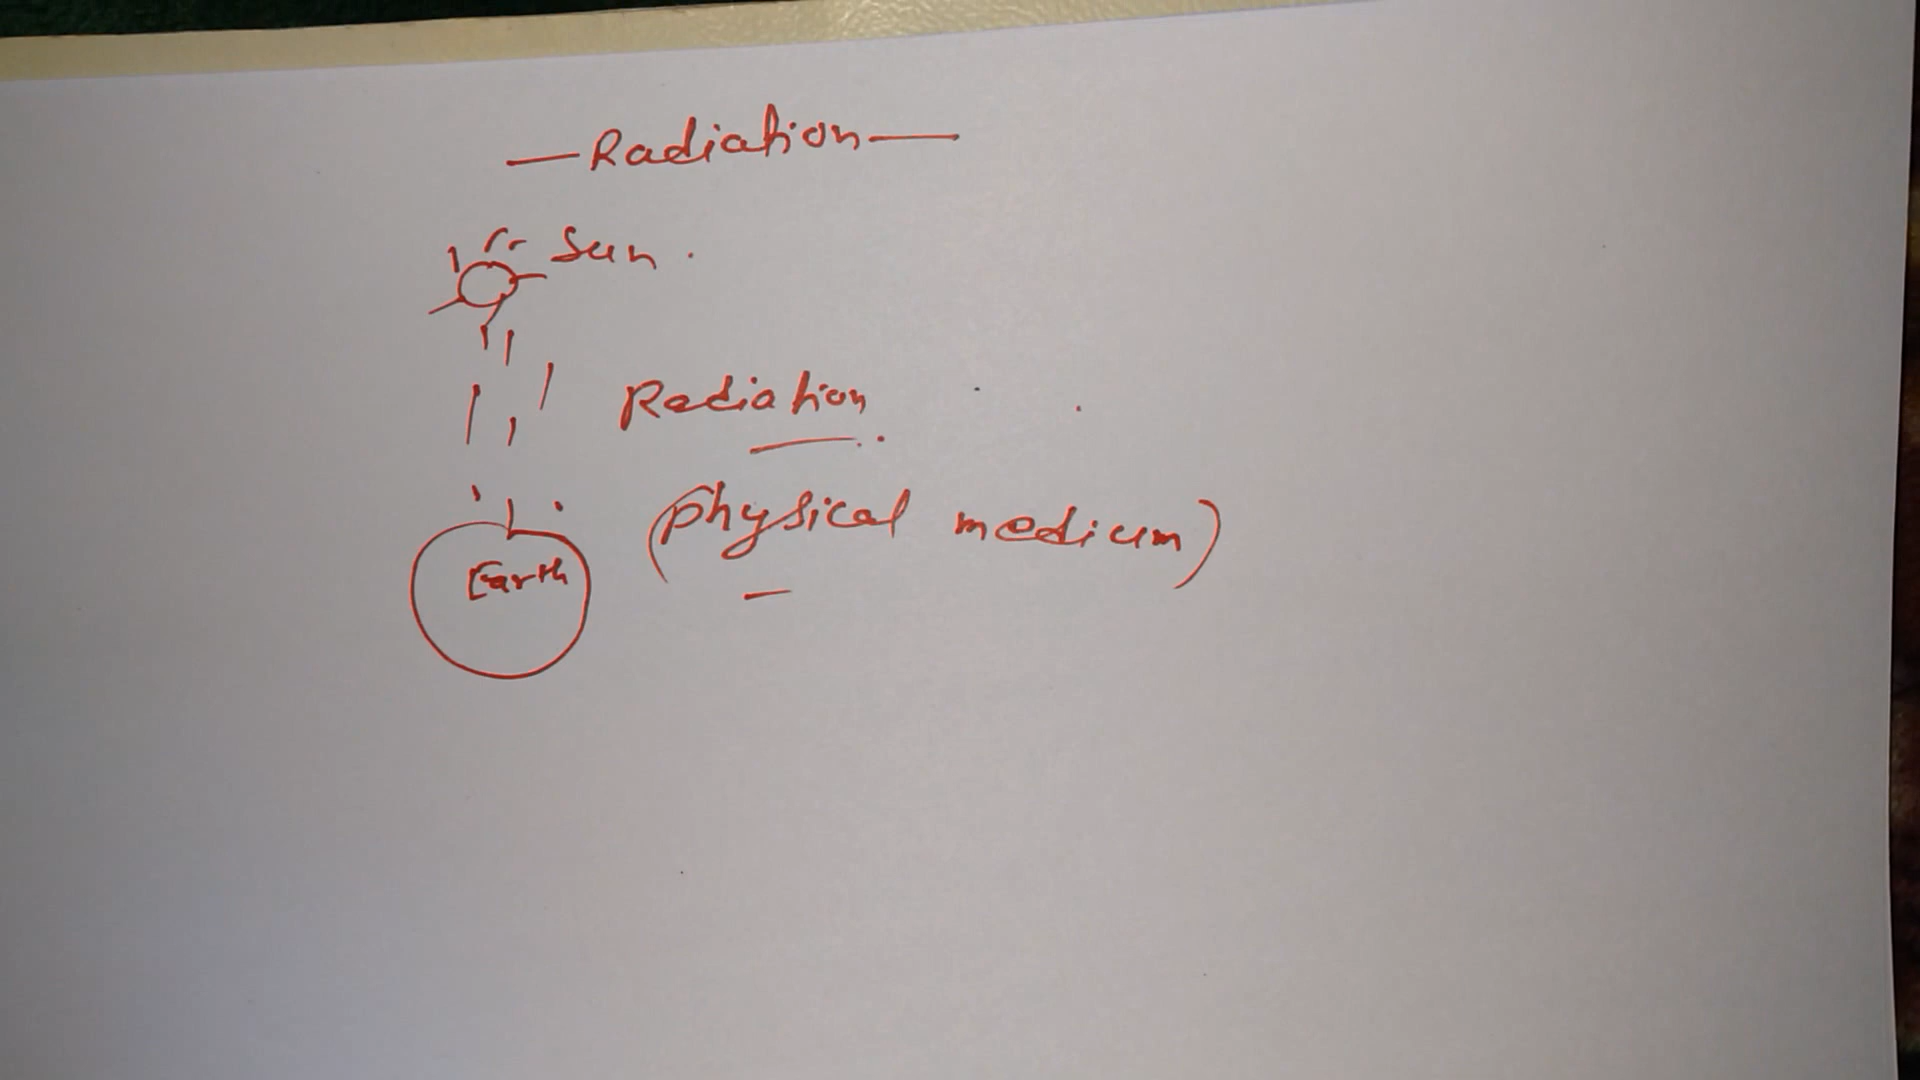 — Radiation —
Sun.
Radiation
(physical medium)
Earth